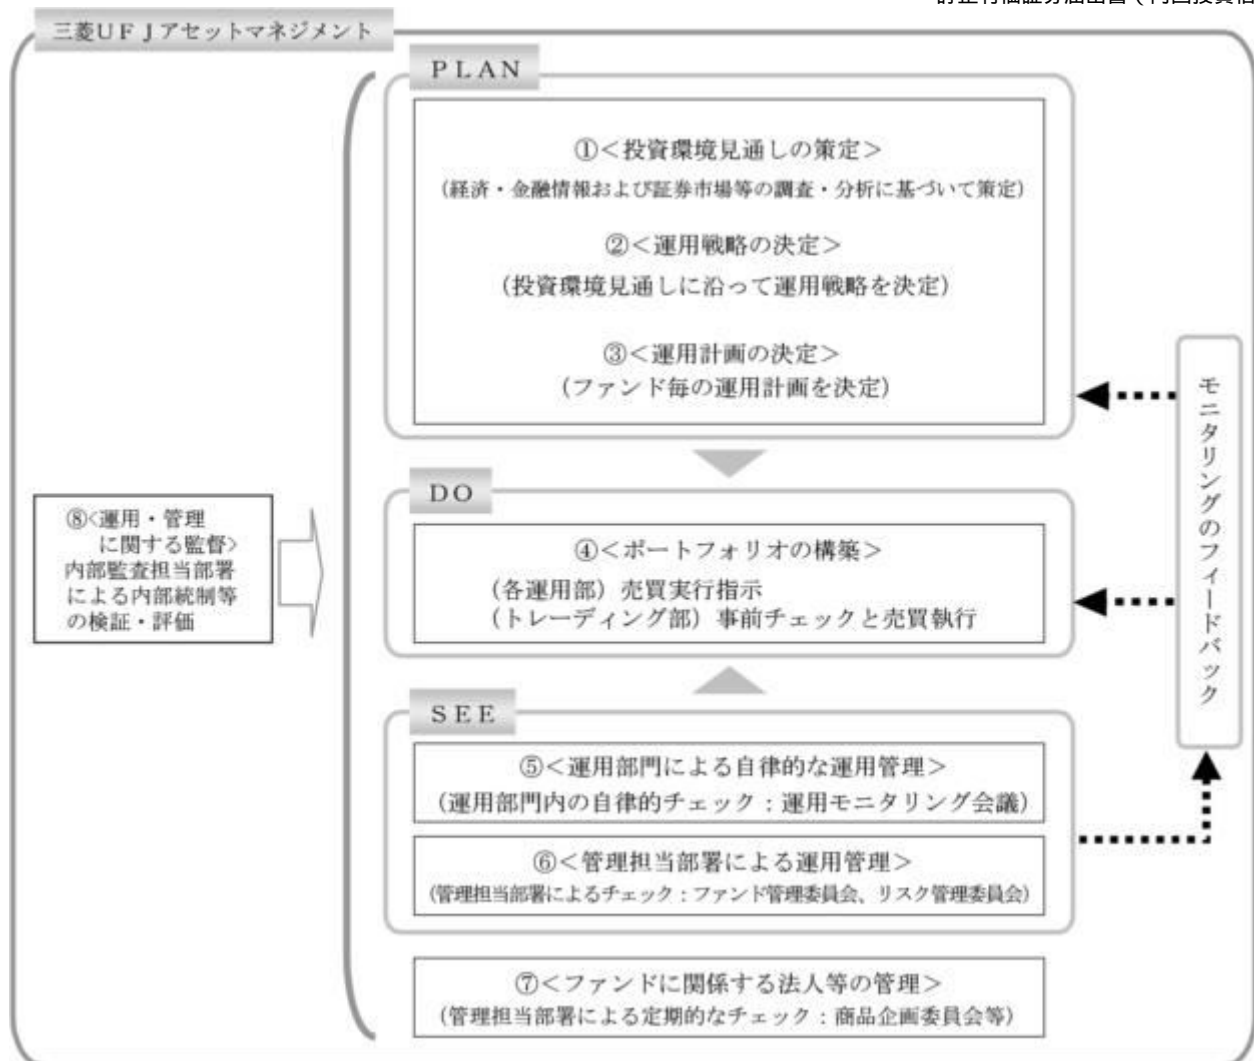 三菱UFJアセットマネジメント
PLAN
①＜投資環境見通しの策定＞
(経済・金融情報および証券市場等の調査・分析に基づいて策定)
②＜運用戦略の決定＞
(投資環境見通しに沿って運用戦略を決定)
③＜運用計画の決定＞
(ファンド毎の運用計画を決定)
DO
④＜ポートフォリオの構築＞
(各運用部) 売買実行指示
(トレーディング部) 事前チェックと売買執行
SEE
⑤＜運用部門による自律的な運用管理＞
(運用部門内の自律的チェック：運用モニタリング会議)
⑥＜管理担当部署による運用管理＞
(管理担当部署によるチェック：ファンド管理委員会、リスク管理委員会)
⑦＜ファンドに関係する法人等の管理＞
(管理担当部署による定期的なチェック：商品企画委員会等)
⑧<運用・管理
に関する監督>
内部監査担当部署
による内部統制等
の検証・評価
モニタリングのフィードバック